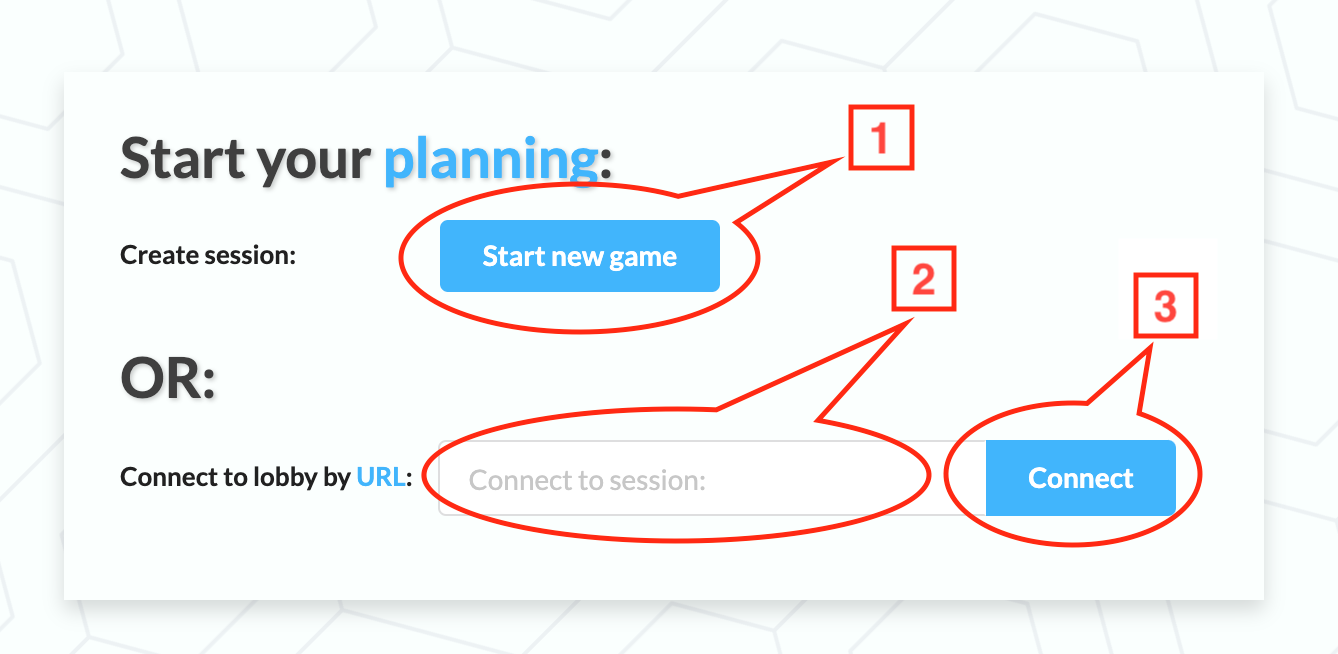 Start your planning:
1
Create session:
Start new game
2
3
OR:
Connect to lobby by URL:
Connect to session:
Connect